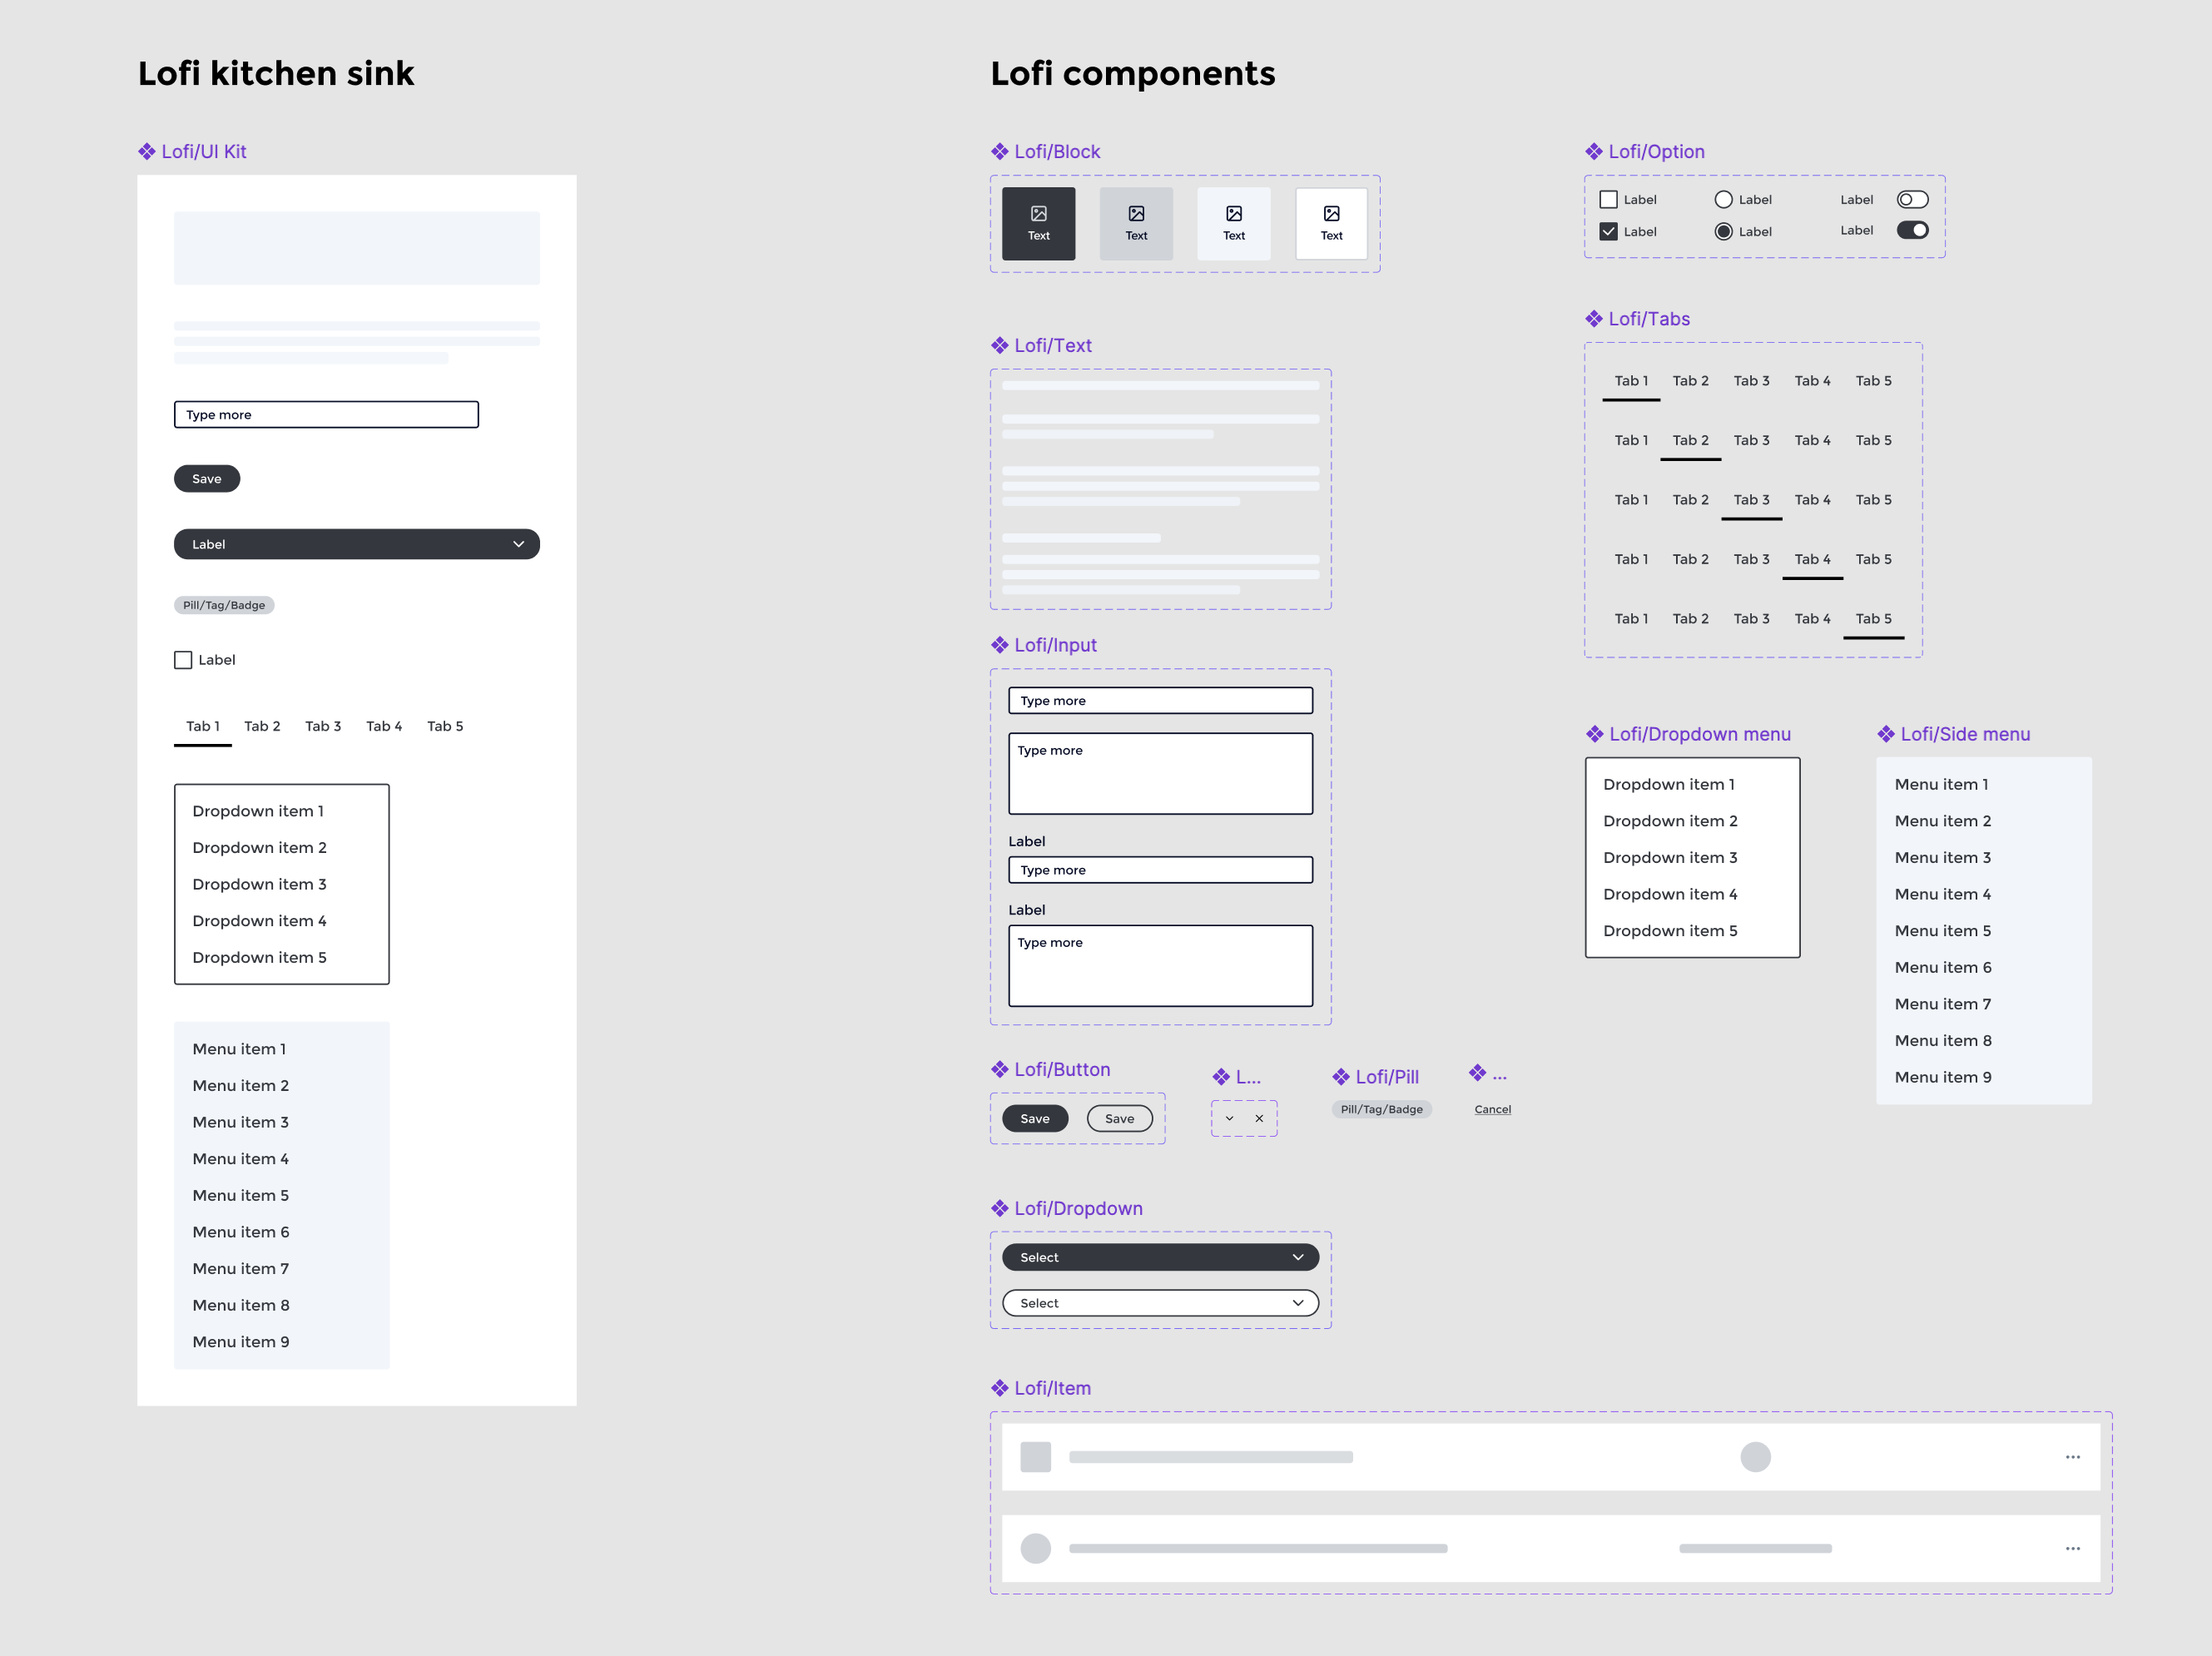 Lofi kitchen sink
Lofi/UI Kit
Type more
Save
Label
Pill/Tag/Badge
Label
Tab 1 Tab 2 Tab 3 Tab 4 Tab 5
Dropdown item 1
Dropdown item 2
Dropdown item 3
Dropdown item 4
Dropdown item 5
Menu item 1
Menu item 2
Menu item 3
Menu item 4
Menu item 5
Menu item 6
Menu item 7
Menu item 8
Menu item 9
Lofi components
Lofi/Block
Text Text Text Text
Lofi/Text
Lofi/Input
Type more
Type more
Label
Type more
Label
Type more
Lofi/Button
Save Save
L...
Lofi/Pill
Pill/Tag/Badge
...
Cancel
Lofi/Dropdown
Select
Select
Lofi/Item
Lofi/Option
Label Label Label
Label Label Label
Lofi/Tabs
Tab 1 Tab 2 Tab 3 Tab 4 Tab 5
Tab 1 Tab 2 Tab 3 Tab 4 Tab 5
Tab 1 Tab 2 Tab 3 Tab 4 Tab 5
Tab 1 Tab 2 Tab 3 Tab 4 Tab 5
Tab 1 Tab 2 Tab 3 Tab 4 Tab 5
Lofi/Dropdown menu
Dropdown item 1
Dropdown item 2
Dropdown item 3
Dropdown item 4
Dropdown item 5
Lofi/Side menu
Menu item 1
Menu item 2
Menu item 3
Menu item 4
Menu item 5
Menu item 6
Menu item 7
Menu item 8
Menu item 9